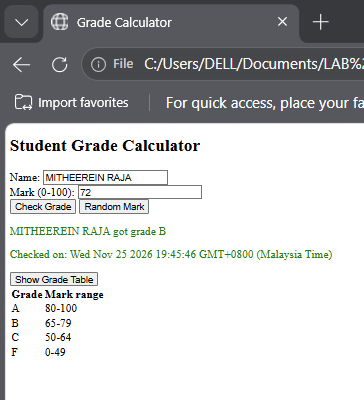 Grade Calculator
File C:/Users/DELL/Documents/LAB%
Import favorites For quick access, place your fa
Student Grade Calculator
Name: MITHEEREIN RAJA
Mark (0-100): 72
Check Grade Random Mark
MITHEEREIN RAJA got grade B
Checked on: Wed Nov 25 2026 19:45:46 GMT+0800 (Malaysia Time)
Show Grade Table
Grade Mark range
A 80-100
B 65-79
C 50-64
F 0-49